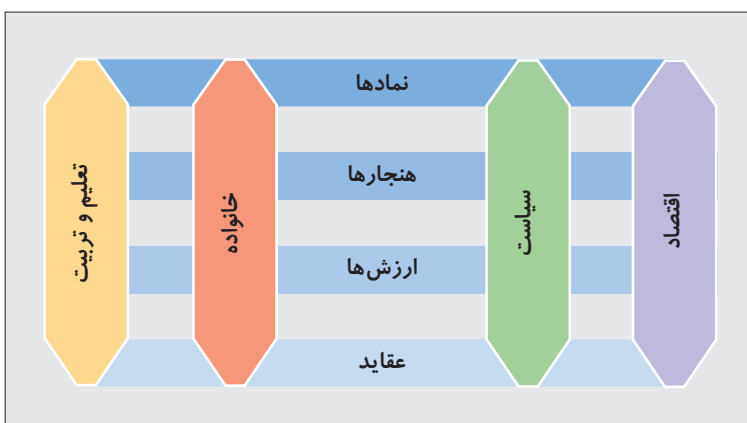 نمادها
هنجارها
ارزش‌ها
عقاید
اقتصاد
سیاست
خانواده
تعلیم و تربیت